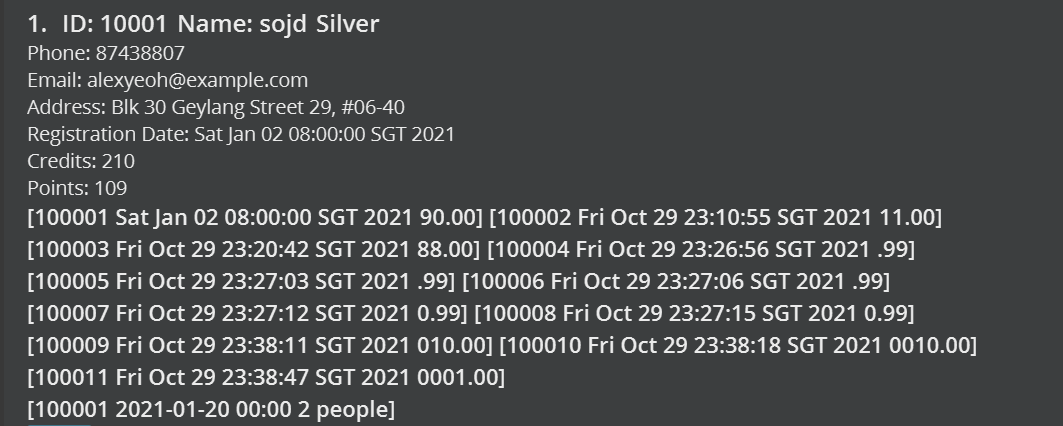 1. ID: 10001 Name: sojd Silver
Phone: 87438807
Email: alexyeoh@example.com
Address: Blk 30 Geylang Street 29, #06-40
Registration Date: Sat Jan 02 08:00:00 SGT 2021
Credits: 210
Points: 109
[100001 Sat Jan 02 08:00:00 SGT 2021 90.00] [100002 Fri Oct 29 23:10:55 SGT 2021 11.00]
[100003 Fri Oct 29 23:20:42 SGT 2021 88.00] [100004 Fri Oct 29 23:26:56 SGT 2021 .99]
[100005 Fri Oct 29 23:27:03 SGT 2021 .99] [100006 Fri Oct 29 23:27:06 SGT 2021 .99]
[100007 Fri Oct 29 23:27:12 SGT 2021 0.99] [100008 Fri Oct 29 23:27:15 SGT 2021 0.99]
[100009 Fri Oct 29 23:38:11 SGT 2021 010.00] [100010 Fri Oct 29 23:38:18 SGT 2021 0010.00]
[100011 Fri Oct 29 23:38:47 SGT 2021 0001.00]
[100001 2021-01-20 00:00 2 people]